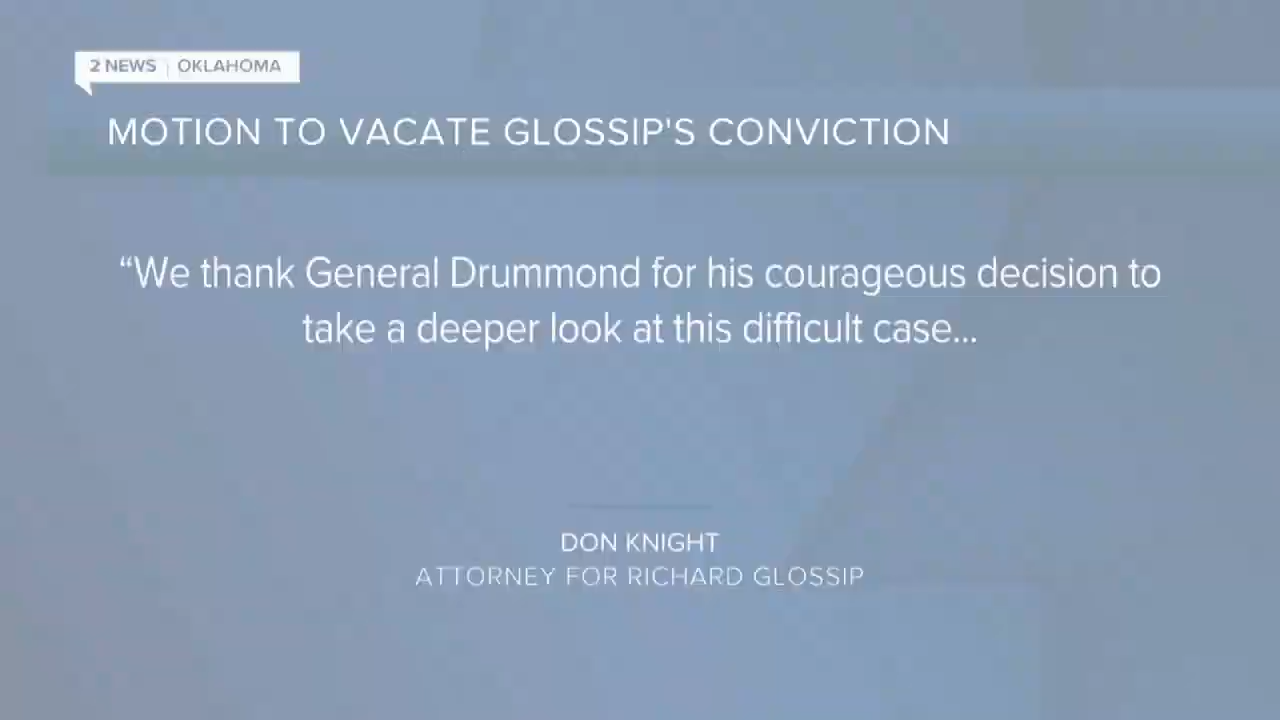 2 NEWS | OKLAHOMA
MOTION TO VACATE GLOSSIP'S CONVICTION
“We thank General Drummond for his courageous decision to
take a deeper look at this difficult case...
DON KNIGHT
ATTORNEY FOR RICHARD GLOSSIP